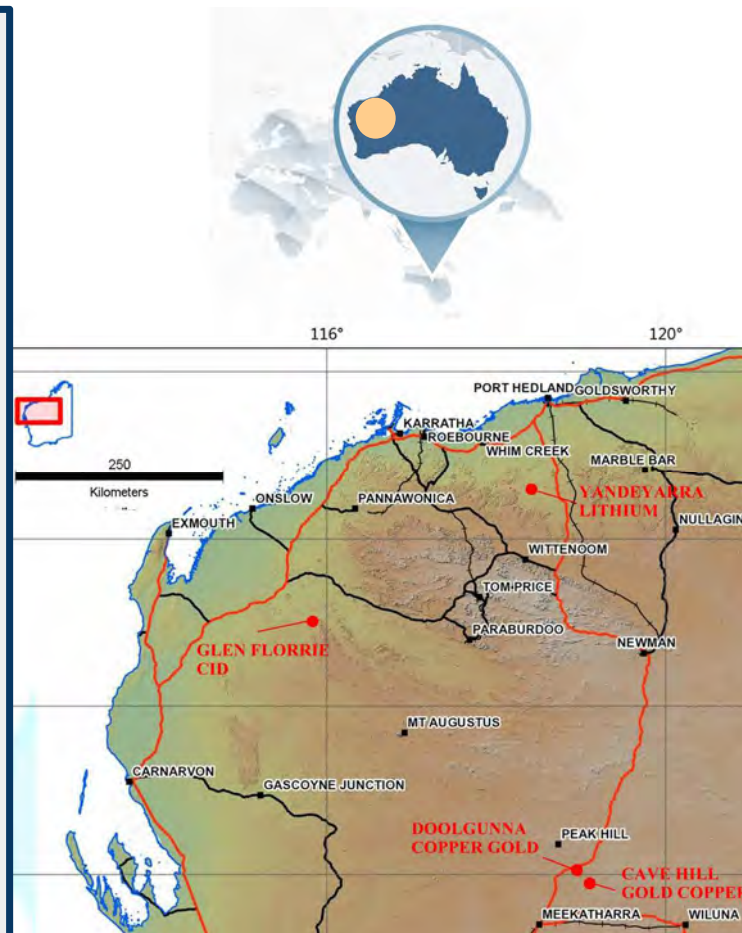 116°
120°
PORT HEDLAND
GOLDSWORTHY
KARRATHA
ROEBOURNE
WHIM CREEK
MARBLE BAR
250
Kilometers
ONSLOW
PANNAWONICA
YANDEYARRA
LITHIUM
EXMOUTH
NULLAGIN
WITTENOOM
TOM PRICE
PARABURDOO
GLEN FLORRIE
CID
NEWMAN
MT AUGUSTUS
CARNARVON
GASCOYNE JUNCTION
DOOLGUNNA
COPPER GOLD
PEAK HILL
CAVE HILL
GOLD COPPER
MEEKATHARRA
WILUNA